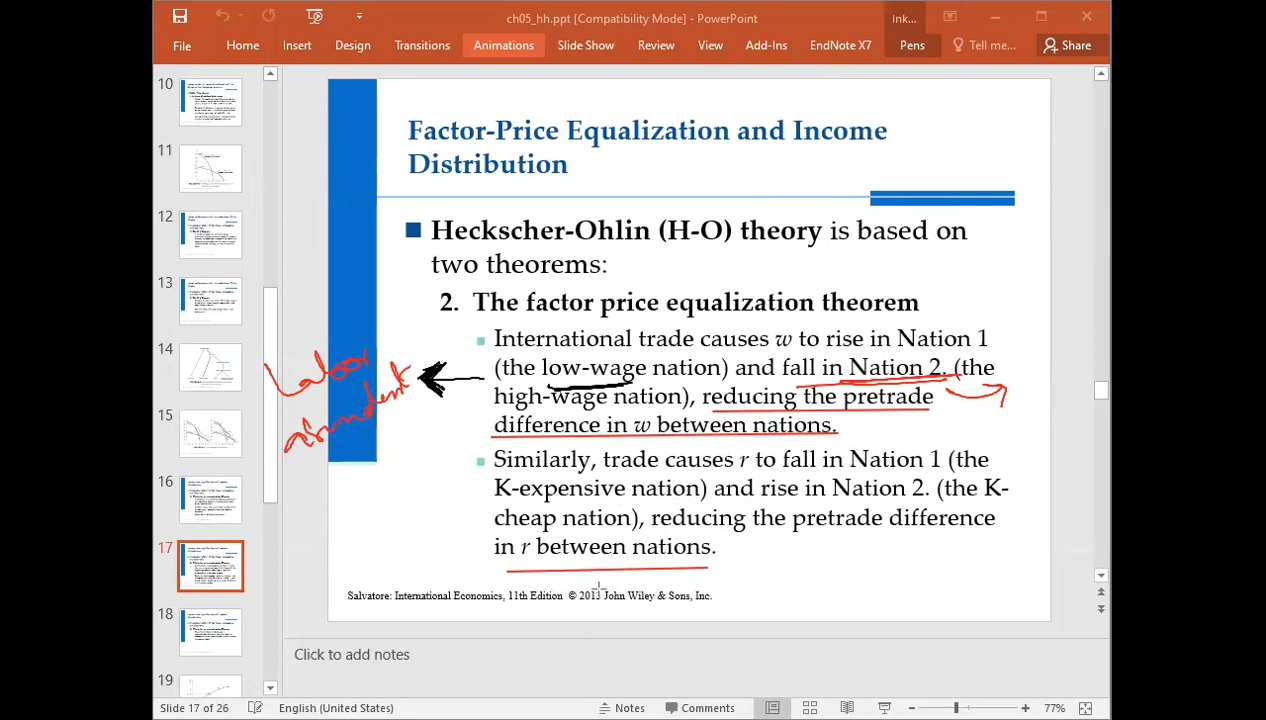 ch05_hh.ppt [Compatibility Mode] - PowerPoint
Ink...
File Home Insert Design Transitions Animations Slide Show Review View Add-Ins EndNote X7 Pens Tell me... Share
10
11
12
13
14
15
16
17
18
19
Factor-Price Equalization and Income
Distribution
Heckscher-Ohlin (H-O) theory is based on
two theorems:
2. The factor price equalization theorem
International trade causes w to rise in Nation 1
(the low-wage nation) and fall in Nation 2. (the
high-wage nation), reducing the pretrade
difference in w between nations.
Similarly, trade causes r to fall in Nation 1 (the
K-expensive nation) and rise in Nation 2. (the K-
cheap nation), reducing the pretrade difference
in r between nations.
Labor
abundent
Salvatore: International Economics, 11th Edition © 2013 John Wiley & Sons, Inc.
Click to add notes
Slide 17 of 26 English (United States) Notes Comments 77%